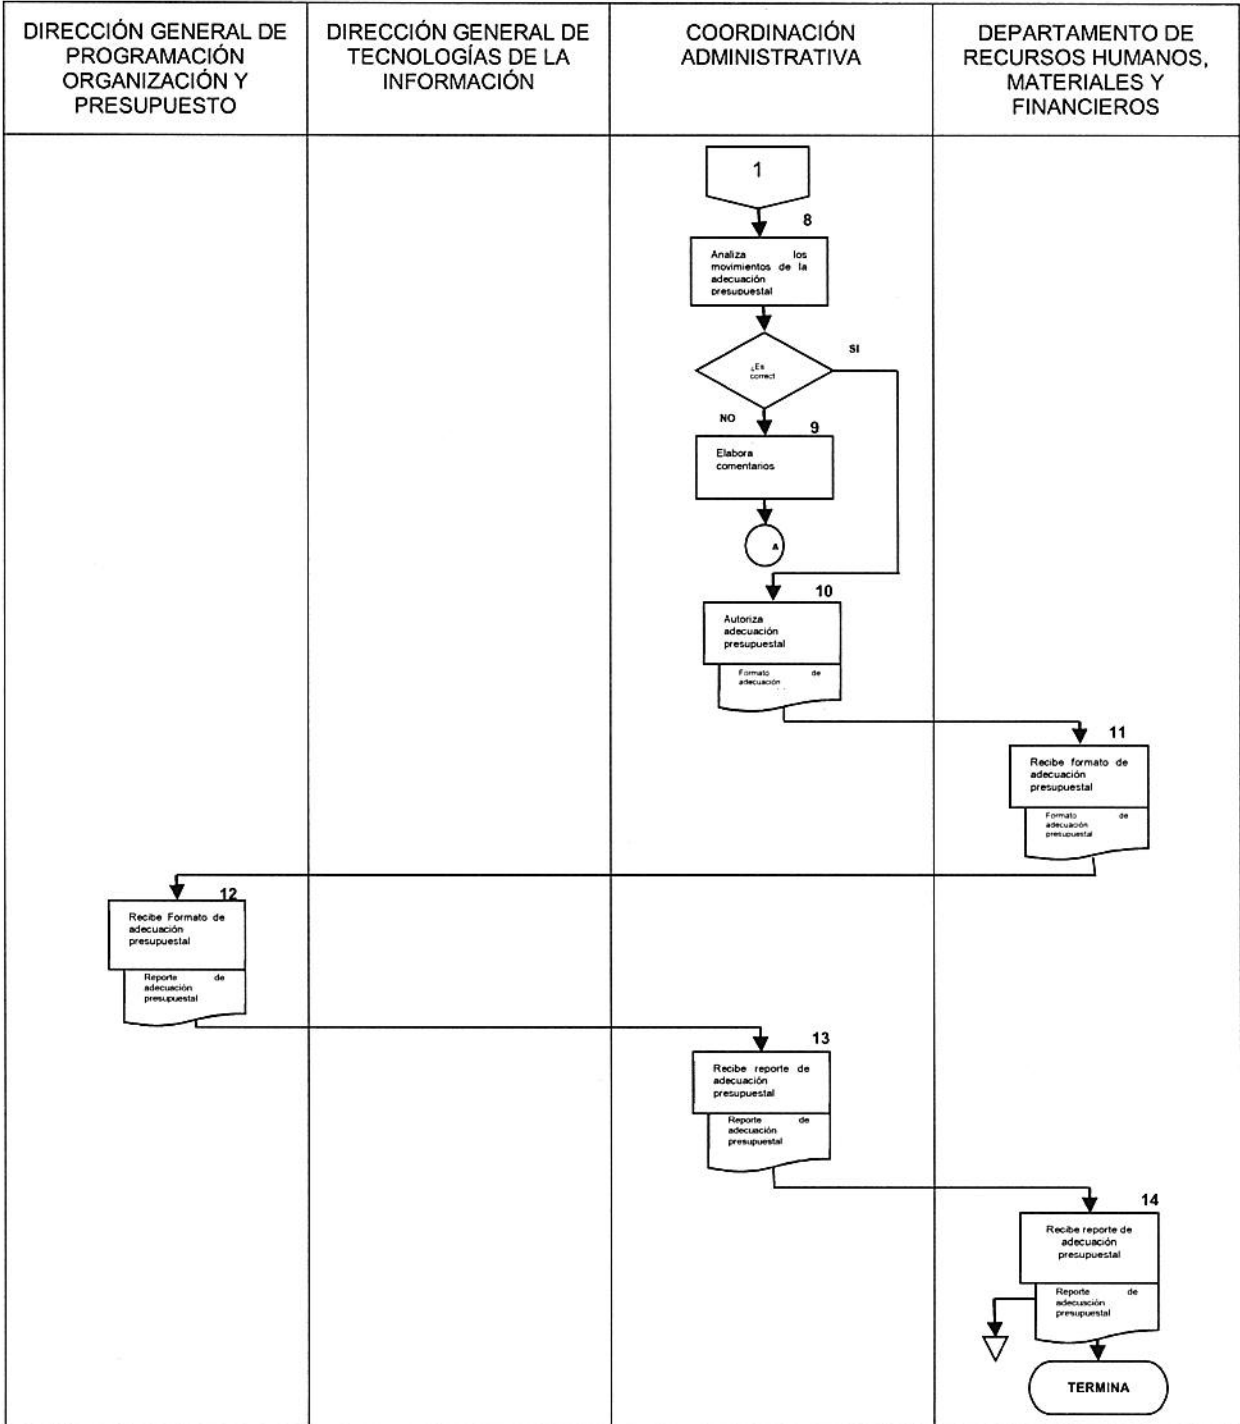 DIRECCIÓN GENERAL DE
PROGRAMACIÓN
ORGANIZACIÓN Y
PRESUPUESTO
DIRECCIÓN GENERAL DE
TECNOLOGÍAS DE LA
INFORMACIÓN
COORDINACIÓN
ADMINISTRATIVA
DEPARTAMENTO DE
RECURSOS HUMANOS,
MATERIALES Y
FINANCIEROS
1
8
Analiza los
movimientos de la
adecuación
presupuestal
¿Es
correct
SI
NO
9
Elabora
comentarios
A
10
Autoriza
adecuación
presupuestal
Formato de
adecuación
11
Recibe formato de
adecuación
presupuestal
Formato de
adecuación
presupuestal
12
Recibe Formato de
adecuación
presupuestal
Reporte de
adecuación
presupuestal
13
Recibe reporte de
adecuación
presupuestal
Reporte de
adecuación
presupuestal
14
Recibe reporte de
adecuación
presupuestal
Reporte de
adecuación
presupuestal
TERMINA